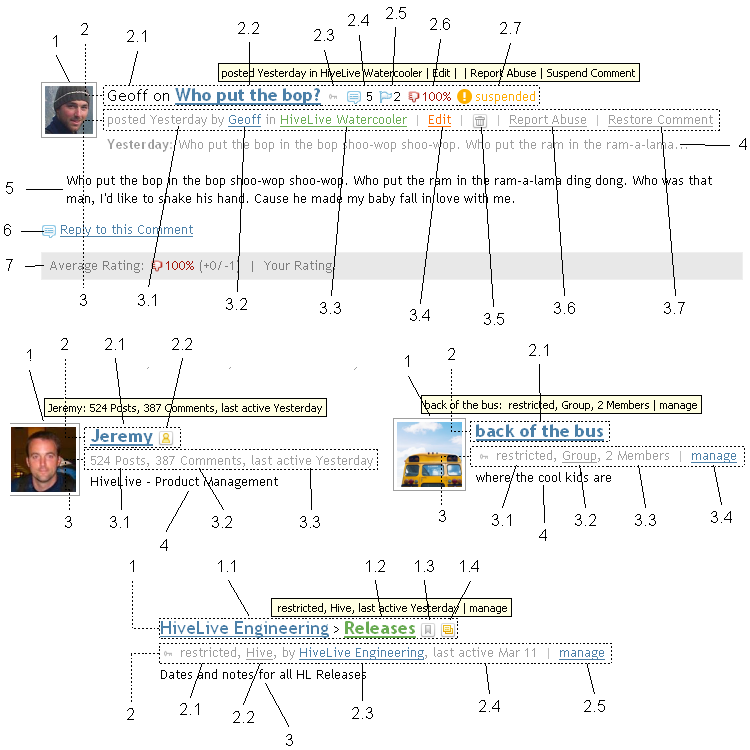 2.4 2.5
2.1 2.2 2.3 2.6 2.7
1 2
posted Yesterday in HiveLive Watercooler | Edit | | Report Abuse | Suspend Comment
Geoff on Who put the bop? 5 2 100% suspended
posted Yesterday by Geoff in HiveLive Watercooler | Edit | | Report Abuse | Restore Comment
Yesterday: Who put the bop in the bop shoo-wop shoo-wop. Who put the ram in the ram-a-lama... 4
5 Who put the bop in the bop shoo-wop shoo-wop. Who put the ram in the ram-a-lama ding dong. Who was that
man, I'd like to shake his hand. Cause he made my baby fall in love with me.
6 Reply to this Comment
7 Average Rating: 100% (+0/-1) | Your Rating:
3 3.1 3.2 3.3 3.4 3.5 3.6 3.7
1 2 2.1 2.2
Jeremy: 524 Posts, 387 Comments, last active Yesterday
Jeremy
524 Posts, 387 Comments, last active Yesterday
HiveLive - Product Management
3 3.1 3.2 3.3
4
1 2 2.1
back of the bus: restricted, Group, 2 Members | manage
back of the bus
restricted, Group, 2 Members | manage
where the cool kids are
3 3.1 3.2 3.3 3.4
4
1 1.1 1.2 1.3 1.4
restricted, Hive, last active Yesterday | manage
HiveLive Engineering > Releases
restricted, Hive, by HiveLive Engineering, last active Mar 11 | manage
Dates and notes for all HL Releases
2 2.1 2.2 2.3 2.4 2.5
3